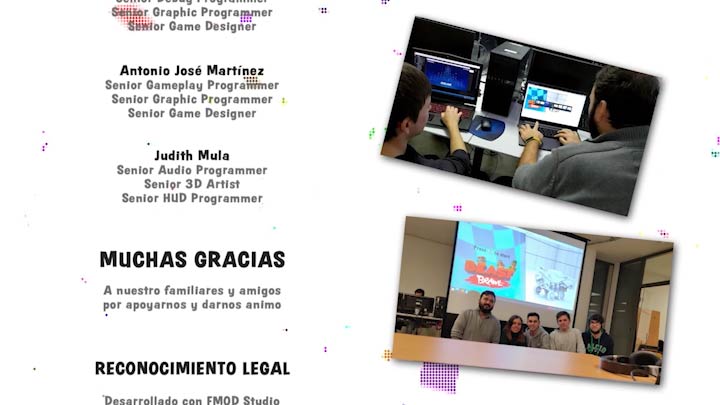 Senior Debug Programmer
Senior Graphic Programmer
Senior Game Designer
Antonio José Martínez
Senior Gameplay Programmer
Senior Graphic Programmer
Senior Game Designer
Judith Mula
Senior Audio Programmer
Senior 3D Artist
Senior HUD Programmer
MUCHAS GRACIAS
A nuestro familiares y amigos
por apoyarnos y darnos animo
RECONOCIMIENTO LEGAL
Desarrollado con FMOD Studio
BEAST
BRAWL